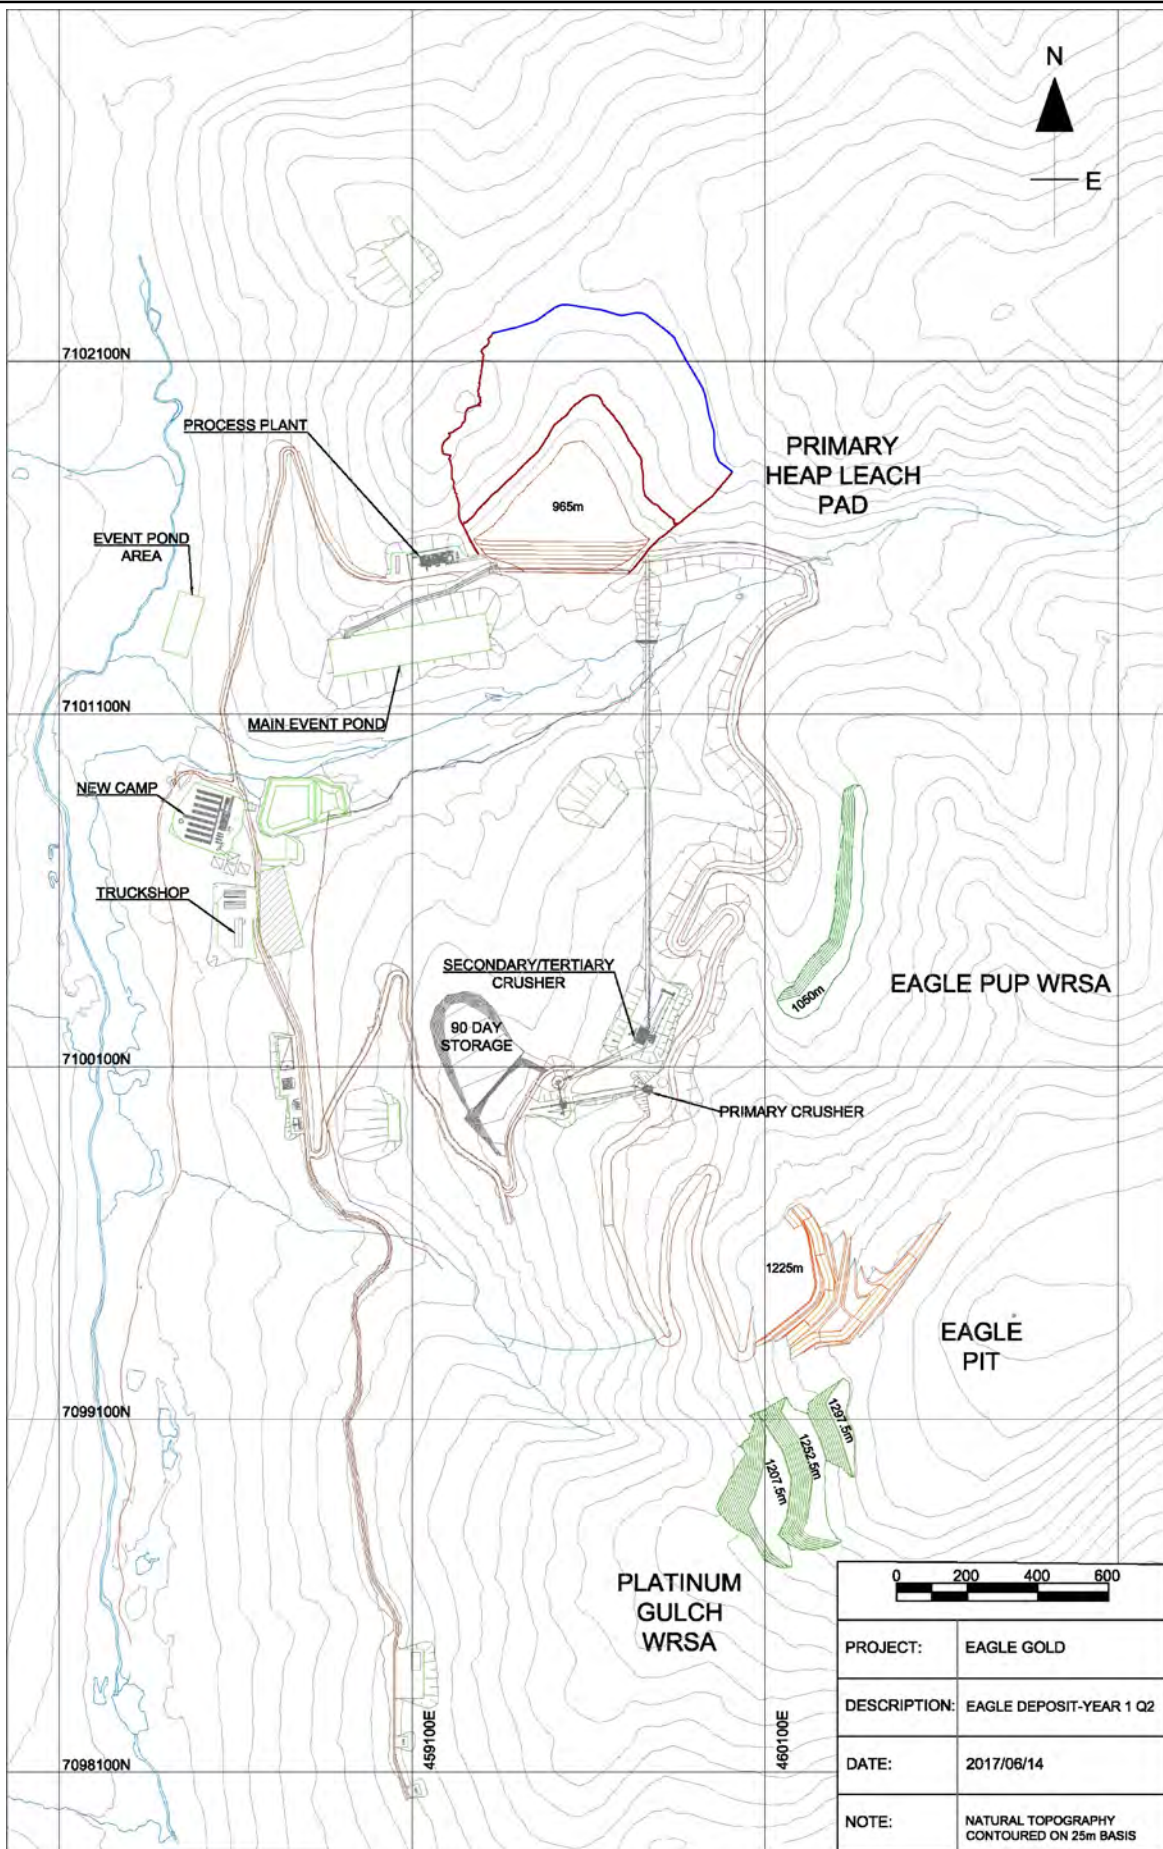 N
E
7102100N
PROCESS PLANT
PRIMARY
HEAP LEACH
PAD
965m
EVENT POND
AREA
7101100N
MAIN EVENT POND
NEW CAMP
TRUCKSHOP
SECONDARY/TERTIARY
CRUSHER
EAGLE PUP WRSA
1050m
90 DAY
STORAGE
7100100N
PRIMARY CRUSHER
1225m
EAGLE
PIT
7099100N
1297.5m
1252.5m
1207.5m
PLATINUM
GULCH
WRSA
459100E
460100E
7098100N
0 200 400 600
PROJECT: EAGLE GOLD
DESCRIPTION: EAGLE DEPOSIT-YEAR 1 Q2
DATE: 2017/06/14
NOTE: NATURAL TOPOGRAPHY
CONTOURED ON 25m BASIS